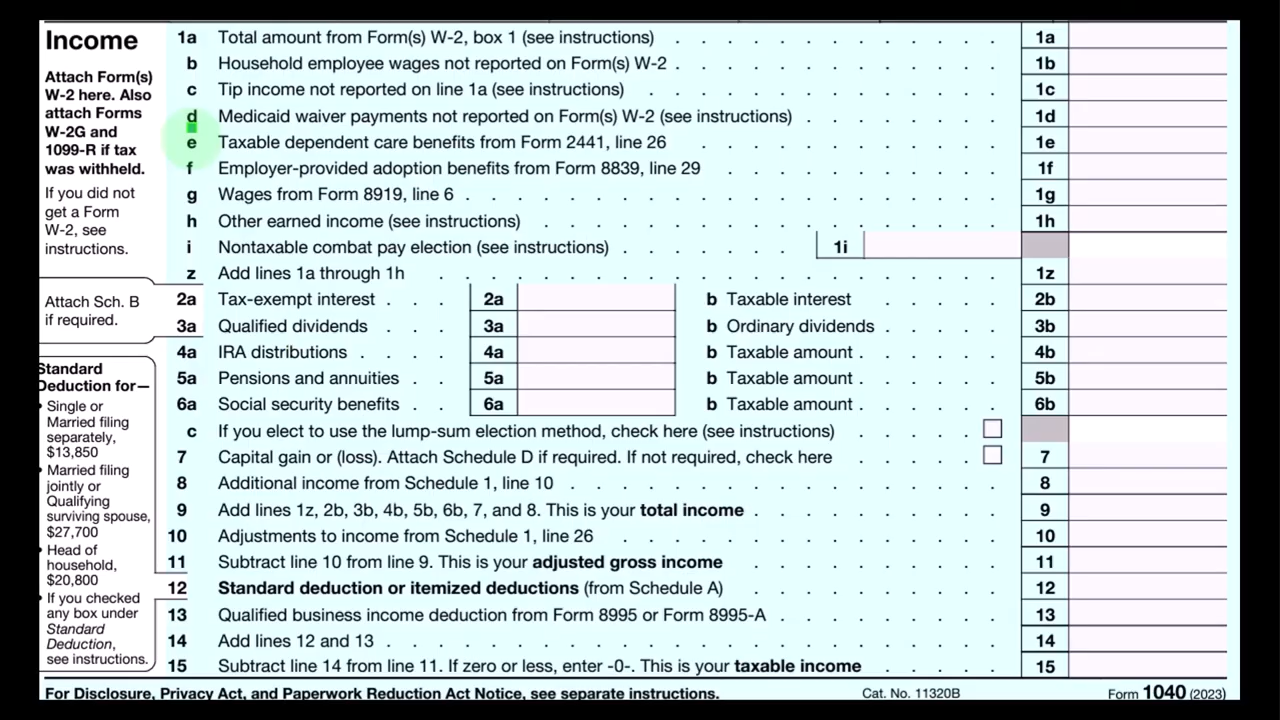 Income
Attach Form(s)
W-2 here. Also
attach Forms
W-2G and
1099-R if tax
was withheld.
If you did not
get a Form
W-2, see
instructions.
1a Total amount from Form(s) W-2, box 1 (see instructions) . . . . . . . . . . . . . 1a
b Household employee wages not reported on Form(s) W-2 . . . . . . . . . . . . . 1b
c Tip income not reported on line 1a (see instructions) . . . . . . . . . . . . . . 1c
d Medicaid waiver payments not reported on Form(s) W-2 (see instructions) . . . . . . . . 1d
e Taxable dependent care benefits from Form 2441, line 26 . . . . . . . . . . . . 1e
f Employer-provided adoption benefits from Form 8839, line 29 . . . . . . . . . . . 1f
g Wages from Form 8919, line 6 . . . . . . . . . . . . . . . . . . . . . 1g
h Other earned income (see instructions) . . . . . . . . . . . . . . . . . . 1h
i Nontaxable combat pay election (see instructions) . . . . . . . 1i
z Add lines 1a through 1h . . . . . . . . . . . . . . . . . . . . . . 1z
Attach Sch. B
if required.
2a Tax-exempt interest . . . 2a b Taxable interest . . . . . 2b
3a Qualified dividends . . . 3a b Ordinary dividends . . . . . 3b
4a IRA distributions . . . . 4a b Taxable amount . . . . . . 4b
5a Pensions and annuities . . 5a b Taxable amount . . . . . . 5b
6a Social security benefits . . 6a b Taxable amount . . . . . . 6b
c If you elect to use the lump-sum election method, check here (see instructions) . . . . .
7 Capital gain or (loss). Attach Schedule D if required. If not required, check here . . . . . 7
8 Additional income from Schedule 1, line 10 . . . . . . . . . . . . . . . . . 8
9 Add lines 1z, 2b, 3b, 4b, 5b, 6b, 7, and 8. This is your total income . . . . . . . . . . 9
10 Adjustments to income from Schedule 1, line 26 . . . . . . . . . . . . . . . 10
11 Subtract line 10 from line 9. This is your adjusted gross income . . . . . . . . . . 11
12 Standard deduction or itemized deductions (from Schedule A) . . . . . . . . . . 12
13 Qualified business income deduction from Form 8995 or Form 8995-A . . . . . . . . . 13
14 Add lines 12 and 13 . . . . . . . . . . . . . . . . . . . . . . . . 14
15 Subtract line 14 from line 11. If zero or less, enter -0-. This is your taxable income . . . . . 15
Standard
Deduction for—
• Single or
Married filing
separately,
$13,850
• Married filing
jointly or
Qualifying
surviving spouse,
$27,700
• Head of
household,
$20,800
• If you checked
any box under
Standard
Deduction,
see instructions.
For Disclosure, Privacy Act, and Paperwork Reduction Act Notice, see separate instructions. Cat. No. 11320B Form 1040 (2023)